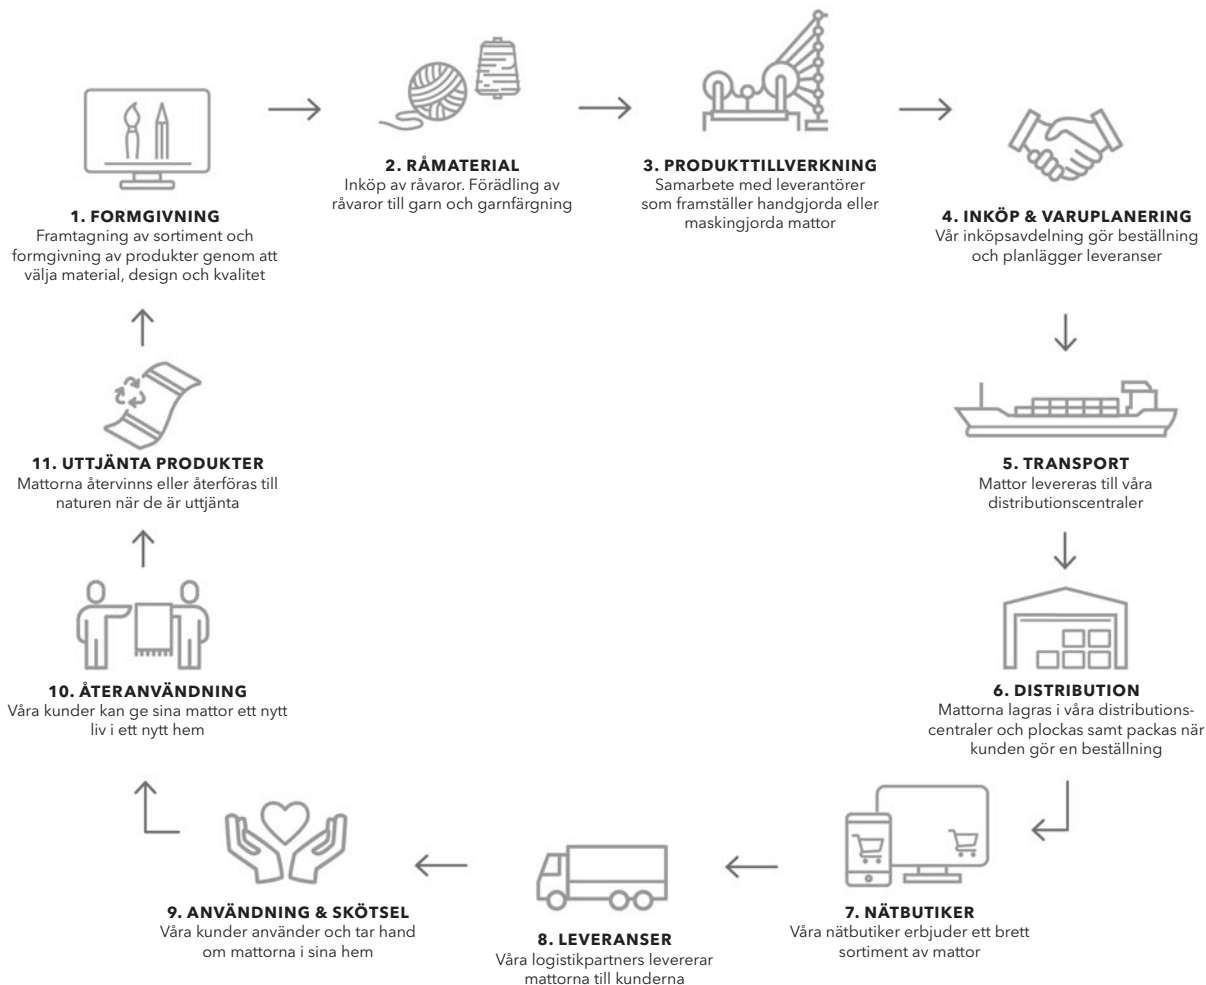 1. FORMGIVNING
Framtagning av sortiment och
formgivning av produkter genom att
välja material, design och kvalitet
2. RÅMATERIAL
Inköp av råvaror. Förädling av
råvaror till garn och garnfärgning
3. PRODUKTTILLVERKNING
Samarbete med leverantörer
som framställer handgjorda eller
maskingjorda mattor
4. INKÖP & VARUPLANERING
Vår inköpsavdelning gör beställning
och planlägger leveranser
5. TRANSPORT
Mattor levereras till våra
distributionscentraler
6. DISTRIBUTION
Mattorna lagras i våra distributions-
centraler och plockas samt packas när
kunden gör en beställning
7. NÄTBUTIKER
Våra nätbutiker erbjuder ett brett
sortiment av mattor
8. LEVERANSER
Våra logistikpartners levererar
mattorna till kunderna
9. ANVÄNDNING & SKÖTSEL
Våra kunder använder och tar hand
om mattorna i sina hem
10. ÅTERANVÄNDNING
Våra kunder kan ge sina mattor ett nytt
liv i ett nytt hem
11. UTTJÄNTA PRODUKTER
Mattorna återvinns eller återföras till
naturen när de är uttjänta